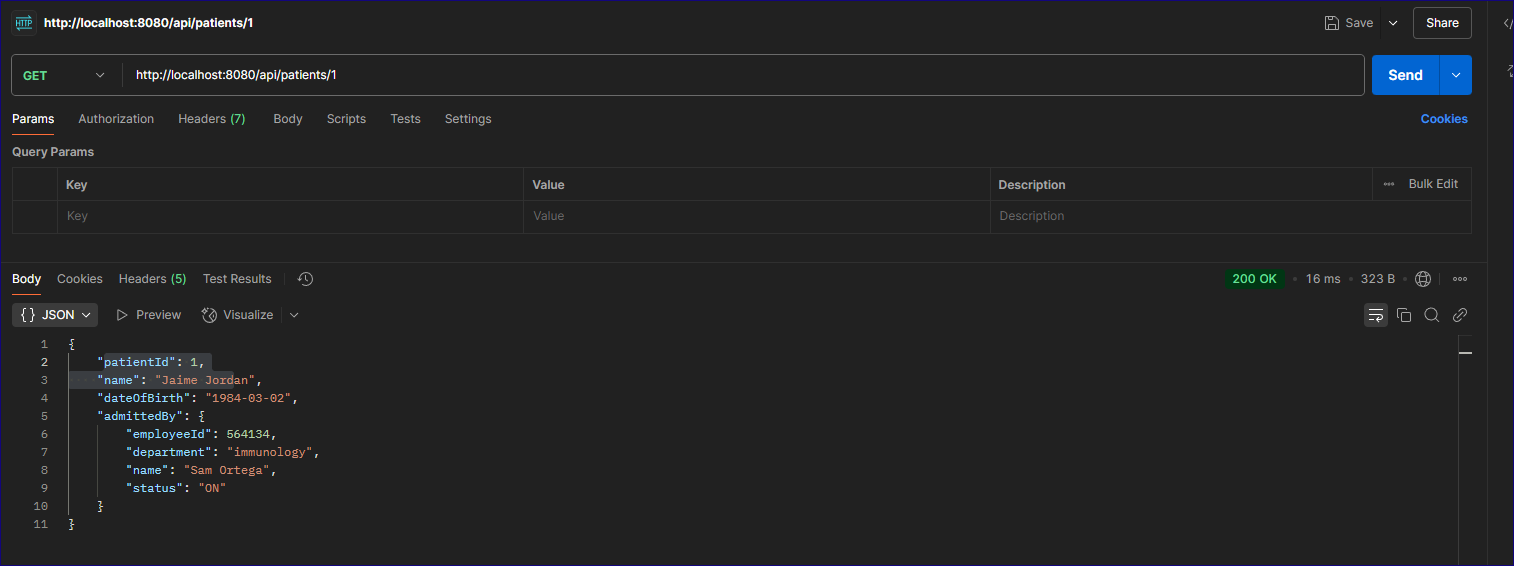 HTTP http://localhost:8080/api/patients/1 Save Share
GET http://localhost:8080/api/patients/1 Send
Params Authorization Headers (7) Body Scripts Tests Settings Cookies
Query Params
Key Value Description ••• Bulk Edit
Key Value Description
Body Cookies Headers (5) Test Results 200 OK • 16 ms • 323 B •
{} JSON Preview Visualize
1 {
2 "patientId": 1,
3 "name": "Jaime Jordan",
4 "dateOfBirth": "1984-03-02",
5 "admittedBy": {
6 "employeeId": 564134,
7 "department": "immunology",
8 "name": "Sam Ortega",
9 "status": "ON"
10 }
11 }